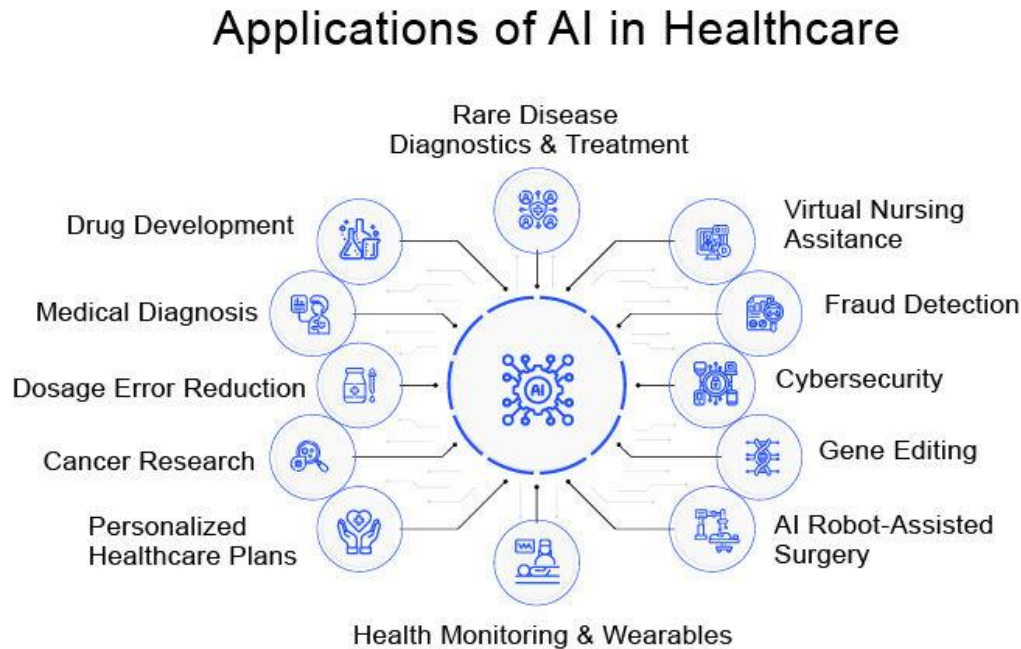 Applications of AI in Healthcare
Rare Disease
Diagnostics & Treatment
Drug Development
Medical Diagnosis
Dosage Error Reduction
Cancer Research
Personalized
Healthcare Plans
AI
Virtual Nursing
Assitance
Fraud Detection
Cybersecurity
Gene Editing
AI Robot-Assisted
Surgery
Health Monitoring & Wearables